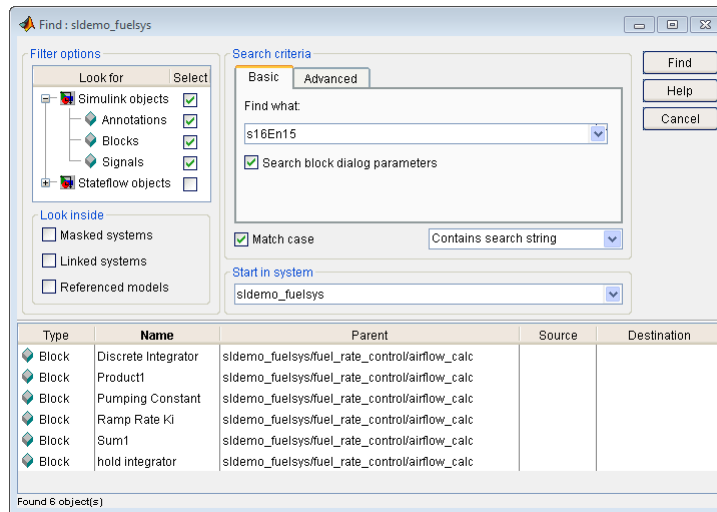 Find : sldemo_fuelsys
Filter options
Look for Select
Simulink objects
Annotations
Blocks
Signals
Stateflow objects
Look inside
Masked systems
Linked systems
Referenced models
Search criteria
Basic Advanced
Find what:
s16En15
Search block dialog parameters
Match case Contains search string
Start in system
sldemo_fuelsys
Find
Help
Cancel
Type Name Parent Source Destination
Block Discrete Integrator sldemo_fuelsys/fuel_rate_control/airflow_calc
Block Product1 sldemo_fuelsys/fuel_rate_control/airflow_calc
Block Pumping Constant sldemo_fuelsys/fuel_rate_control/airflow_calc
Block Ramp Rate Ki sldemo_fuelsys/fuel_rate_control/airflow_calc
Block Sum1 sldemo_fuelsys/fuel_rate_control/airflow_calc
Block hold integrator sldemo_fuelsys/fuel_rate_control/airflow_calc
Found 6 object(s)